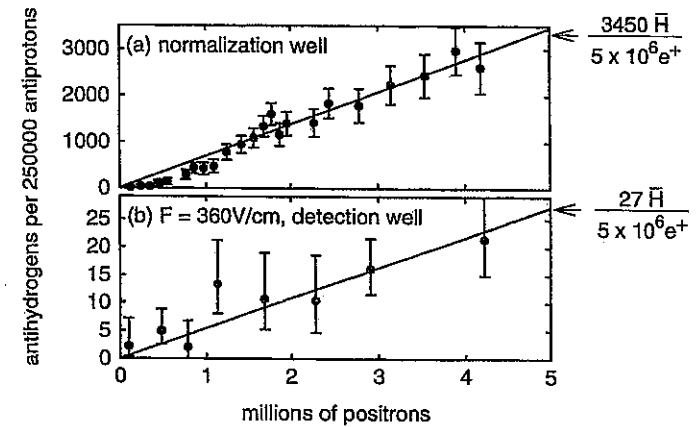 antihydrogens per 250000 antiprotons
3000
2000
1000
0
(a) normalization well
3450 H̅
5 x 10⁶e⁺
25
20
15
10
5
0
(b) F = 360V/cm, detection well
27 H̅
5 x 10⁶e⁺
0 1 2 3 4 5
millions of positrons